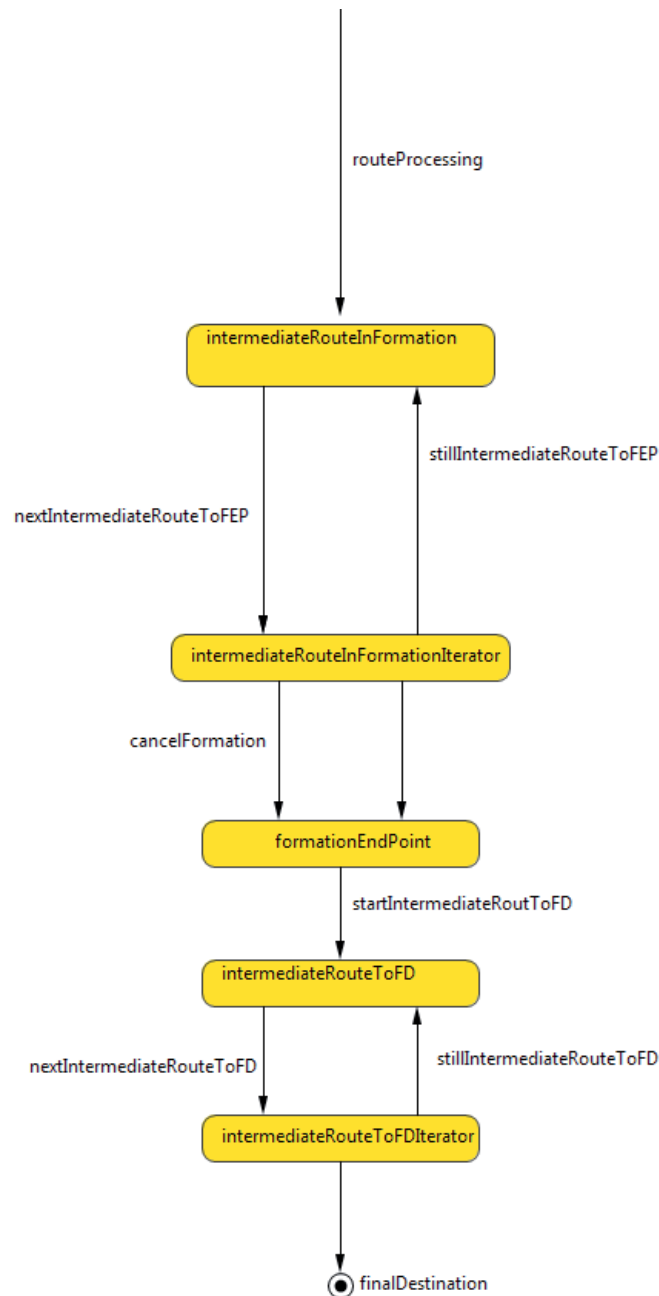 routeProcessing
intermediateRouteInFormation
stillIntermediateRouteToFEP
nextIntermediateRouteToFEP
intermediateRouteInFormationIterator
cancelFormation
formationEndPoint
startIntermediateRoutToFD
intermediateRouteToFD
nextIntermediateRouteToFD
stillIntermediateRouteToFD
intermediateRouteToFDIterator
finalDestination